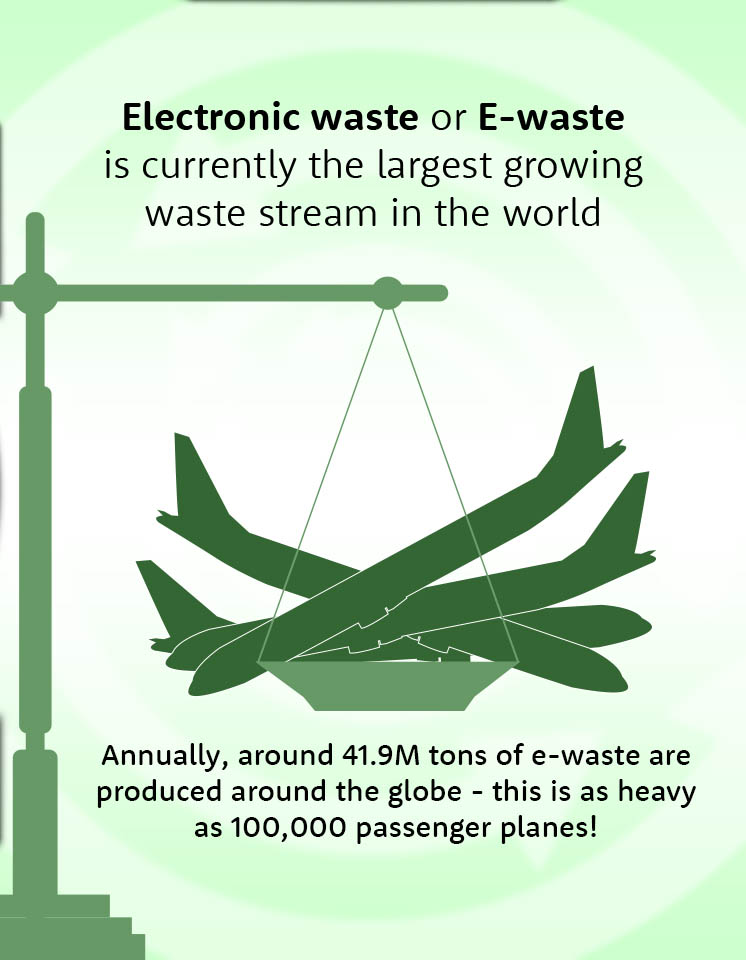 Electronic waste or E-waste
is currently the largest growing
waste stream in the world
Annually, around 41.9M tons of e-waste are
produced around the globe - this is as heavy
as 100,000 passenger planes!